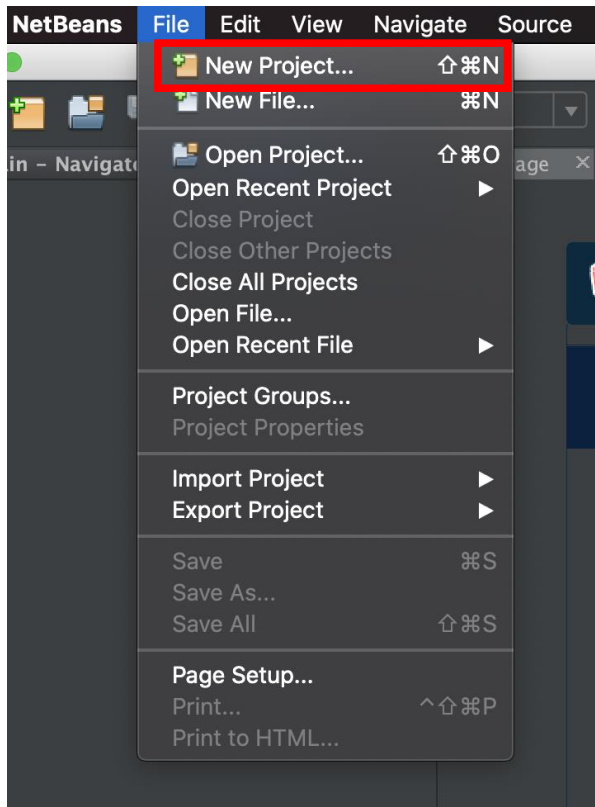 NetBeans File Edit View Navigate Source
New Project... ⇧⌘N
New File... ⌘N
Open Project... ⇧⌘O
in – Navigat
age ×
Open Recent Project ▶
Close Project
Close Other Projects
Close All Projects
Open File...
Open Recent File ▶
Project Groups...
Project Properties
Import Project ▶
Export Project ▶
Save ⌘S
Save As...
Save All ⇧⌘S
Page Setup...
Print... ^⇧⌘P
Print to HTML...